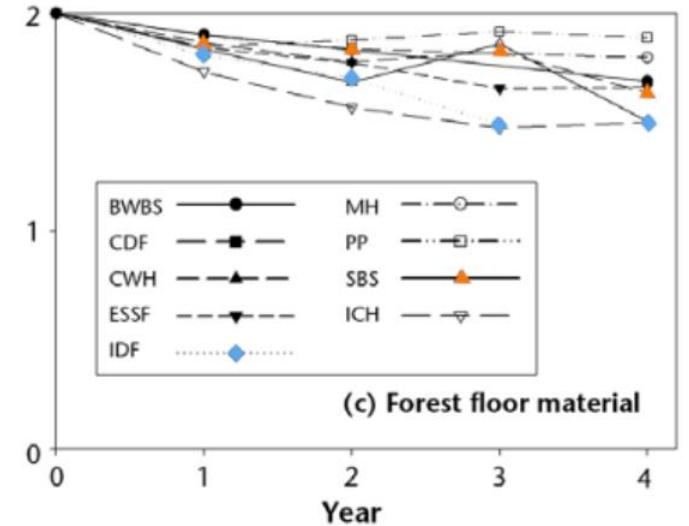 2
1
0
BWBS
CDF
CWH
ESSF
IDF
MH
PP
SBS
ICH
(c) Forest floor material
0 1 2 3 4
Year